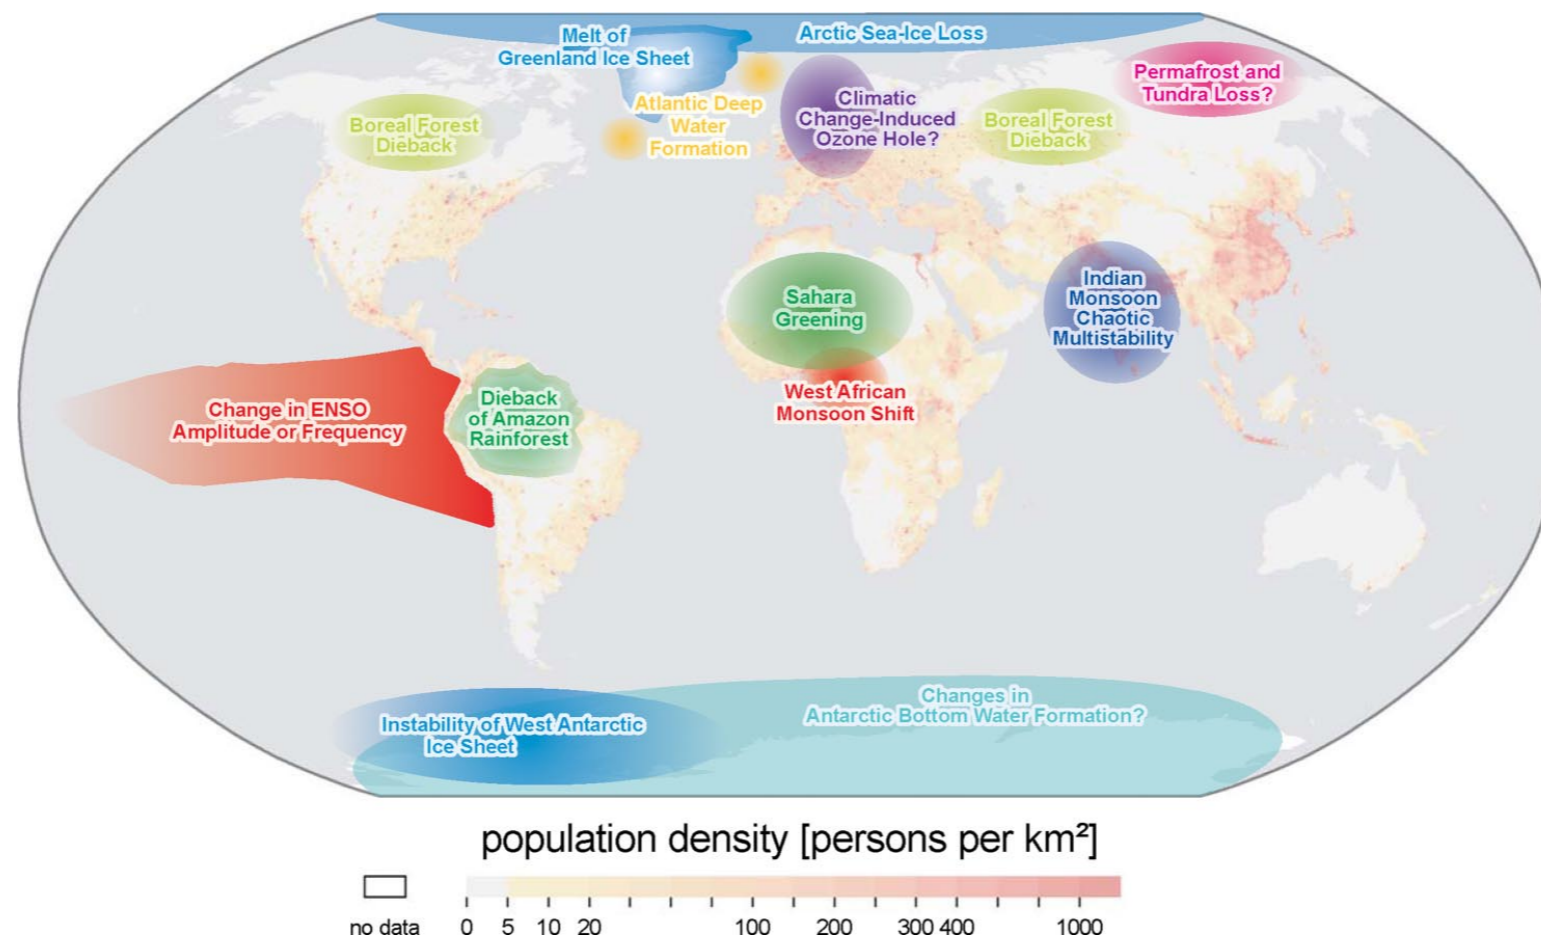 Melt of
Greenland Ice Sheet
Arctic Sea-Ice Loss
Permafrost and
Tundra Loss?
Atlantic Deep
Water
Formation
Climatic
Change-Induced
Ozone Hole?
Boreal Forest
Dieback
Boreal Forest
Dieback
Indian
Monsoon
Chaotic
Multistability
Sahara
Greening
West African
Monsoon Shift
Change in ENSO
Amplitude or Frequency
Dieback
of Amazon
Rainforest
Changes in
Antarctic Bottom Water Formation?
Instability of West Antarctic
Ice Sheet
population density [persons per km²]
no data 0 5 10 20 100 200 300 400 1000